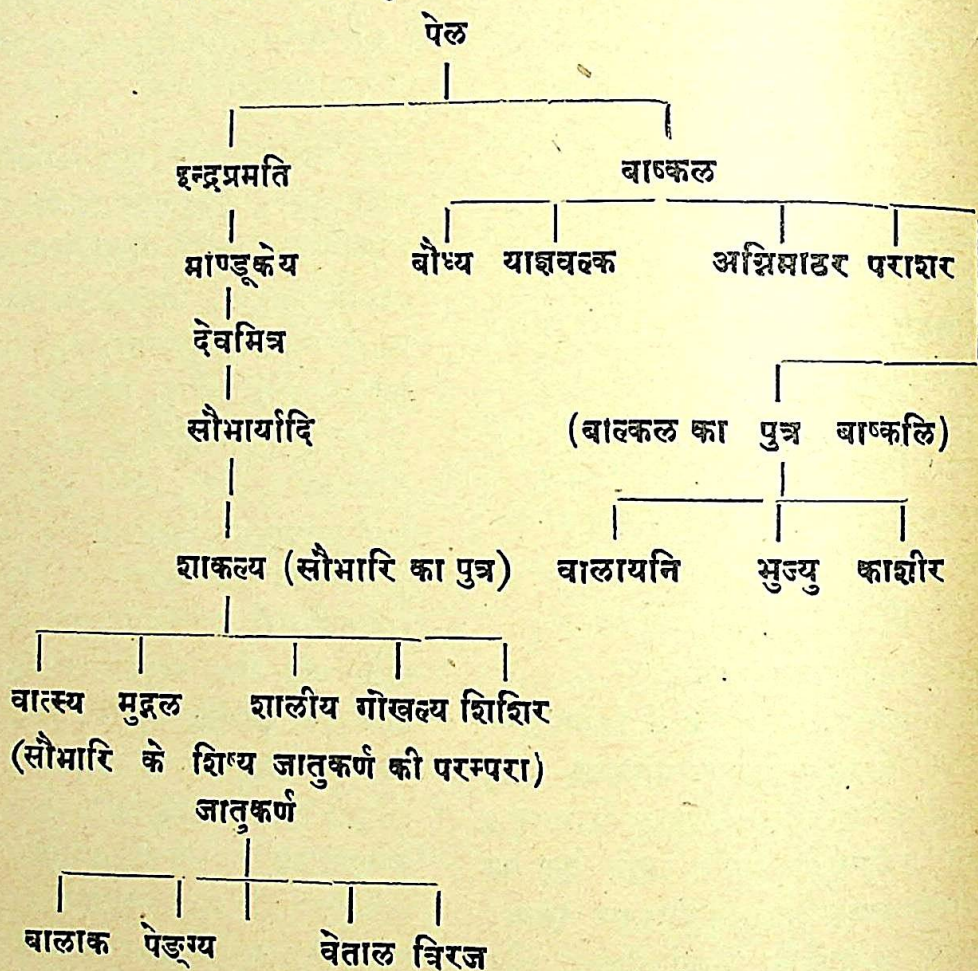 पेल
इन्द्रप्रमति बाष्कल
माण्डूकेय बौध्य याज्ञवल्क अग्निमाठर पराशर
देवमित्र
सौभार्यादि (बाल्कल का पुत्र बाष्कलि)
शाकल्य (सौभारि का पुत्र) वालायनि भुज्यु काशीर
वात्स्य मुद्गल शालीय गोखल्य शिशिर
(सौभारि के शिष्य जातुकर्ण की परम्परा)
जातुकर्ण
बालाक पेङ्ग्य वेताल विरज